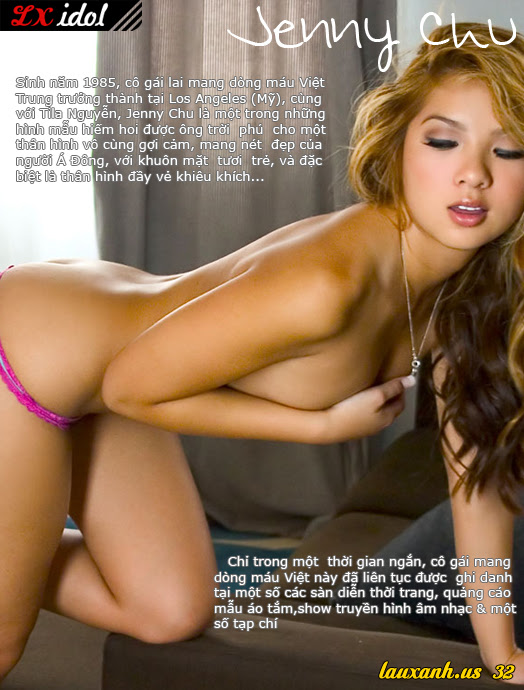 LX idol
Jenny Chu
Sinh năm 1985, cô gái lai mang dòng máu Việt
Trung trưởng thành tại Los Angeles (Mỹ), cùng
với Tila Nguyễn, Jenny Chu là một trong những
hình mẫu hiếm hoi được ông trời phú cho một
thân hình vô cùng gợi cảm, mang nét đẹp của
người Á Đông, với khuôn mặt tươi trẻ, và đặc
biệt là thân hình đầy vẻ khiêu khích...
Chỉ trong một thời gian ngắn, cô gái mang
dòng máu Việt này đã liên tục được ghi danh
tại một số các sàn diễn thời trang, quảng cáo
mẫu áo tắm,show truyền hình âm nhạc & một
số tạp chí
lauxanh.us 32